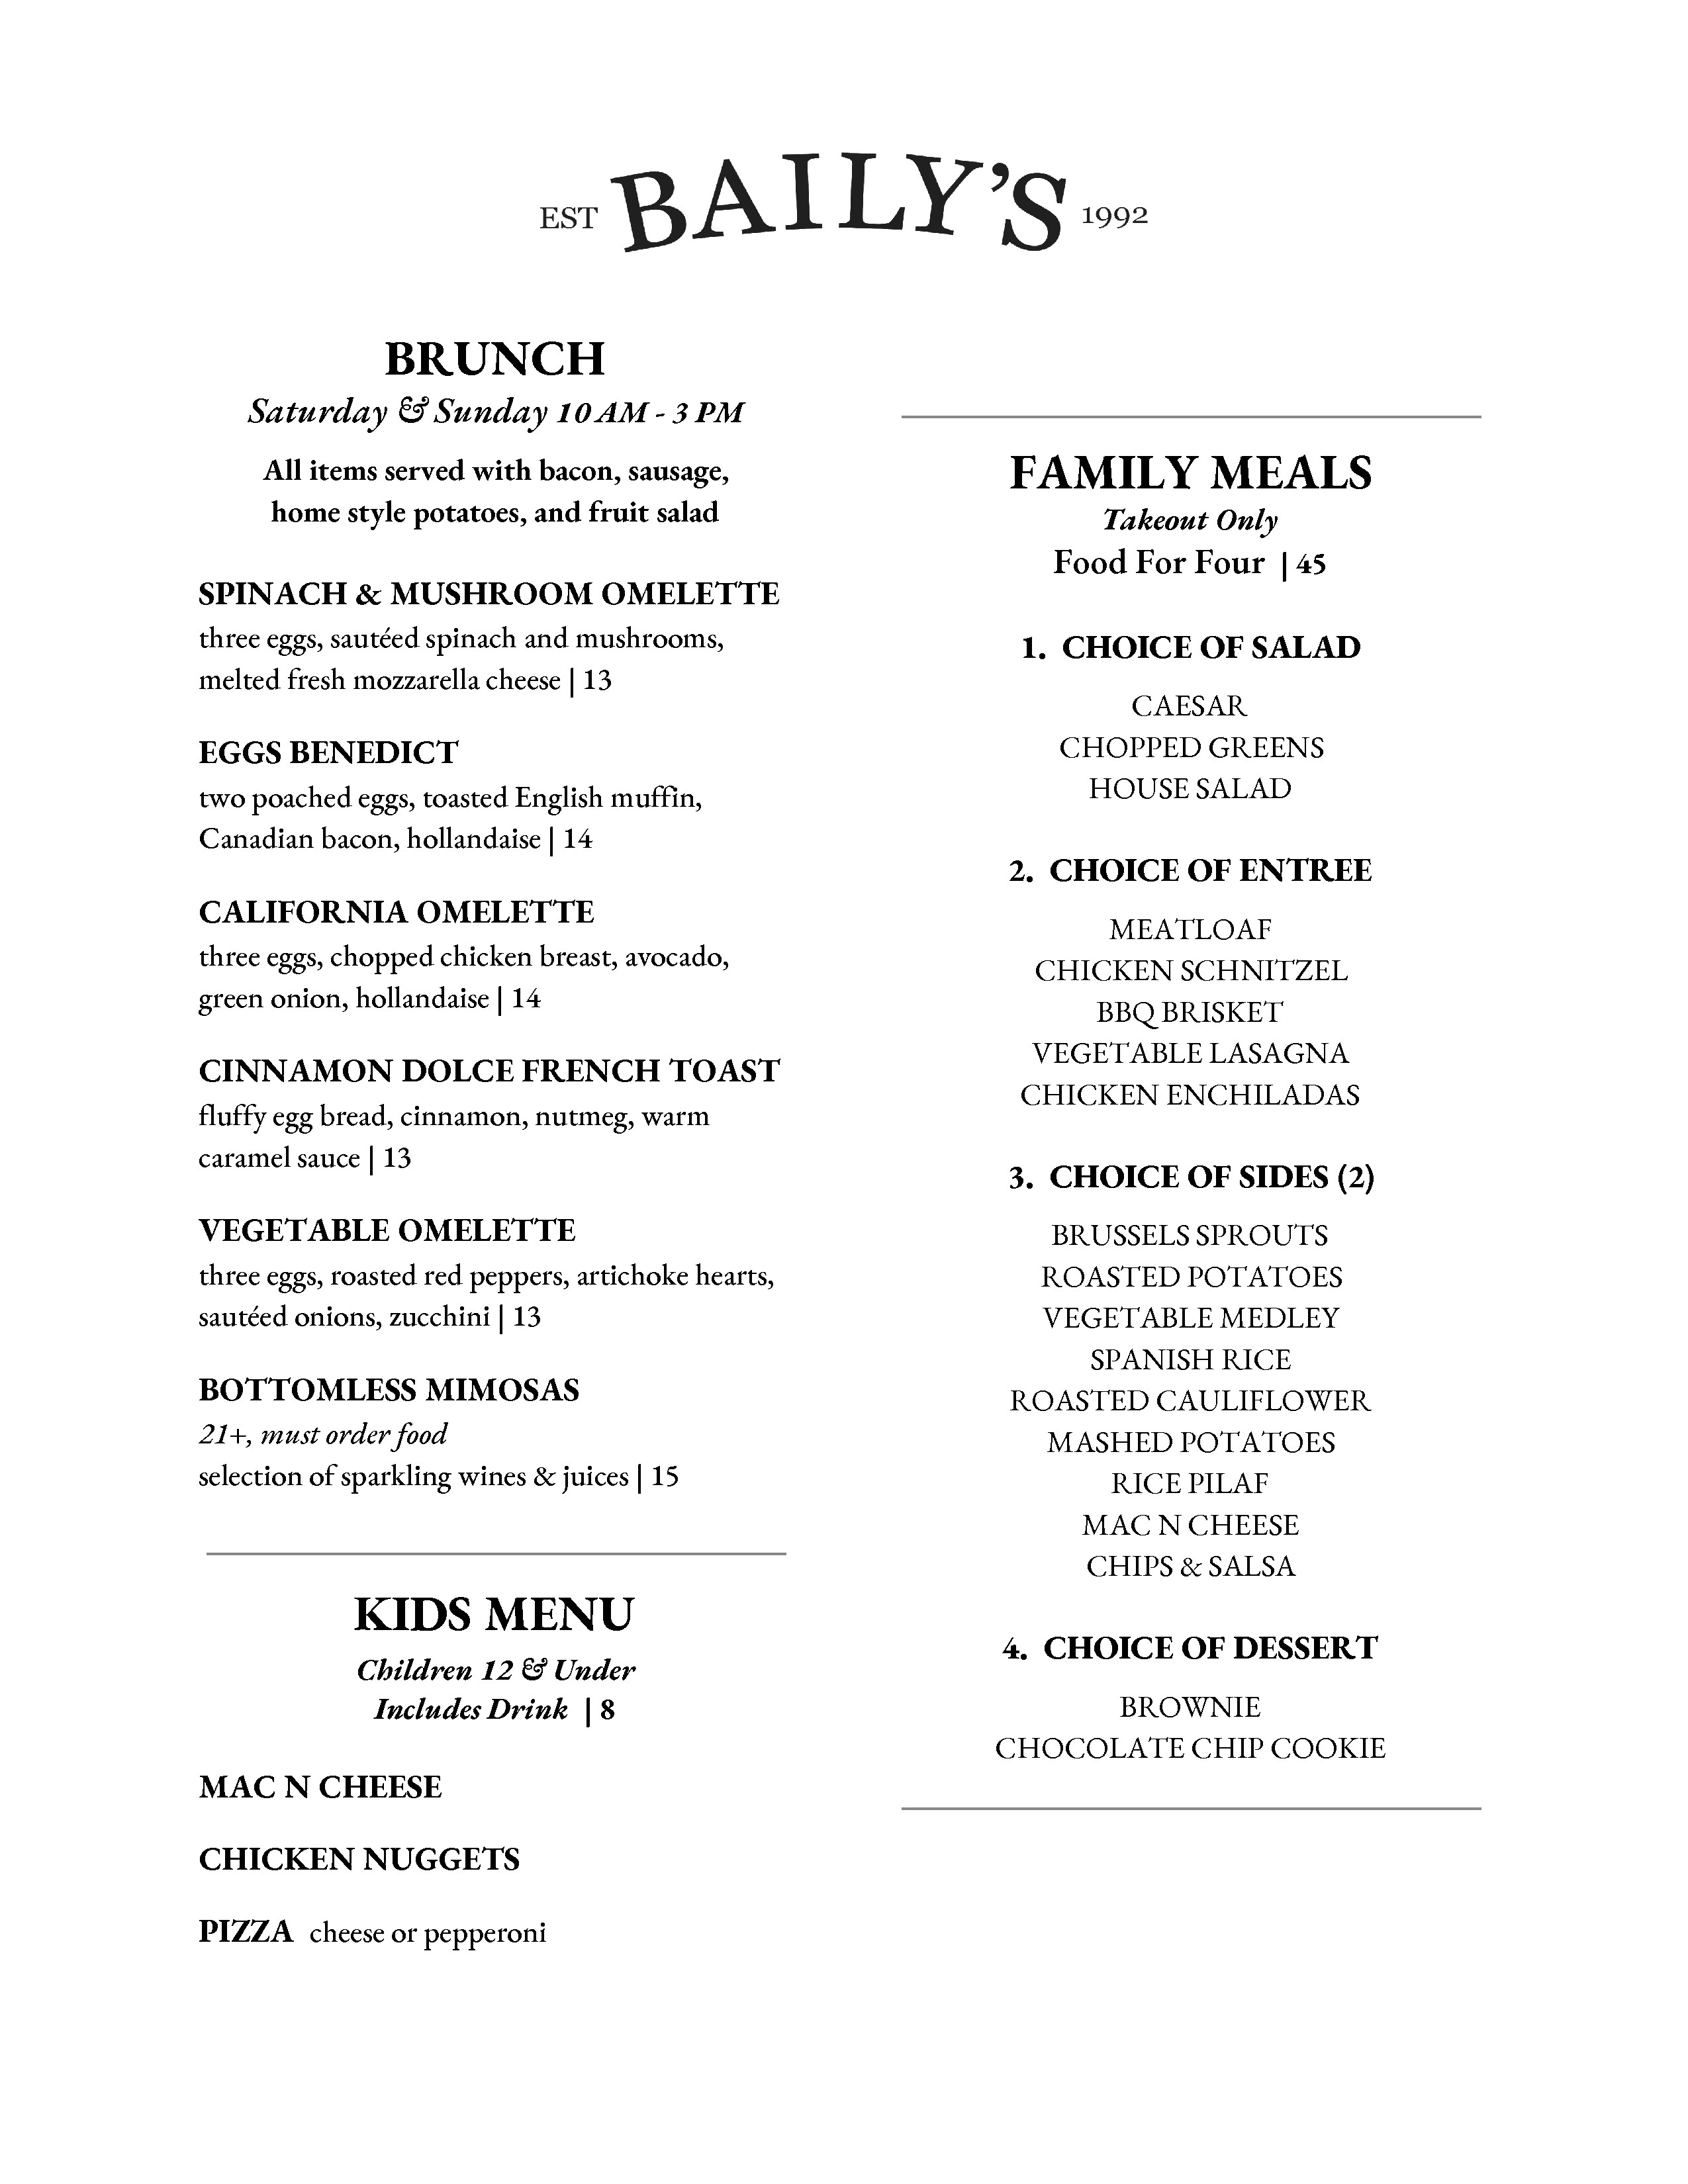 EST BAILY'S 1992
BRUNCH
Saturday & Sunday 10 AM - 3 PM
All items served with bacon, sausage,
home style potatoes, and fruit salad
SPINACH & MUSHROOM OMELETTE
three eggs, sautéed spinach and mushrooms,
melted fresh mozzarella cheese | 13
EGGS BENEDICT
two poached eggs, toasted English muffin,
Canadian bacon, hollandaise | 14
CALIFORNIA OMELETTE
three eggs, chopped chicken breast, avocado,
green onion, hollandaise | 14
CINNAMON DOLCE FRENCH TOAST
fluffy egg bread, cinnamon, nutmeg, warm
caramel sauce | 13
VEGETABLE OMELETTE
three eggs, roasted red peppers, artichoke hearts,
sautéed onions, zucchini | 13
BOTTOMLESS MIMOSAS
21+, must order food
selection of sparkling wines & juices | 15
KIDS MENU
Children 12 & Under
Includes Drink | 8
MAC N CHEESE
CHICKEN NUGGETS
PIZZA cheese or pepperoni
FAMILY MEALS
Takeout Only
Food For Four | 45
1. CHOICE OF SALAD
CAESAR
CHOPPED GREENS
HOUSE SALAD
2. CHOICE OF ENTREE
MEATLOAF
CHICKEN SCHNITZEL
BBQ BRISKET
VEGETABLE LASAGNA
CHICKEN ENCHILADAS
3. CHOICE OF SIDES (2)
BRUSSELS SPROUTS
ROASTED POTATOES
VEGETABLE MEDLEY
SPANISH RICE
ROASTED CAULIFLOWER
MASHED POTATOES
RICE PILAF
MAC N CHEESE
CHIPS & SALSA
4. CHOICE OF DESSERT
BROWNIE
CHOCOLATE CHIP COOKIE